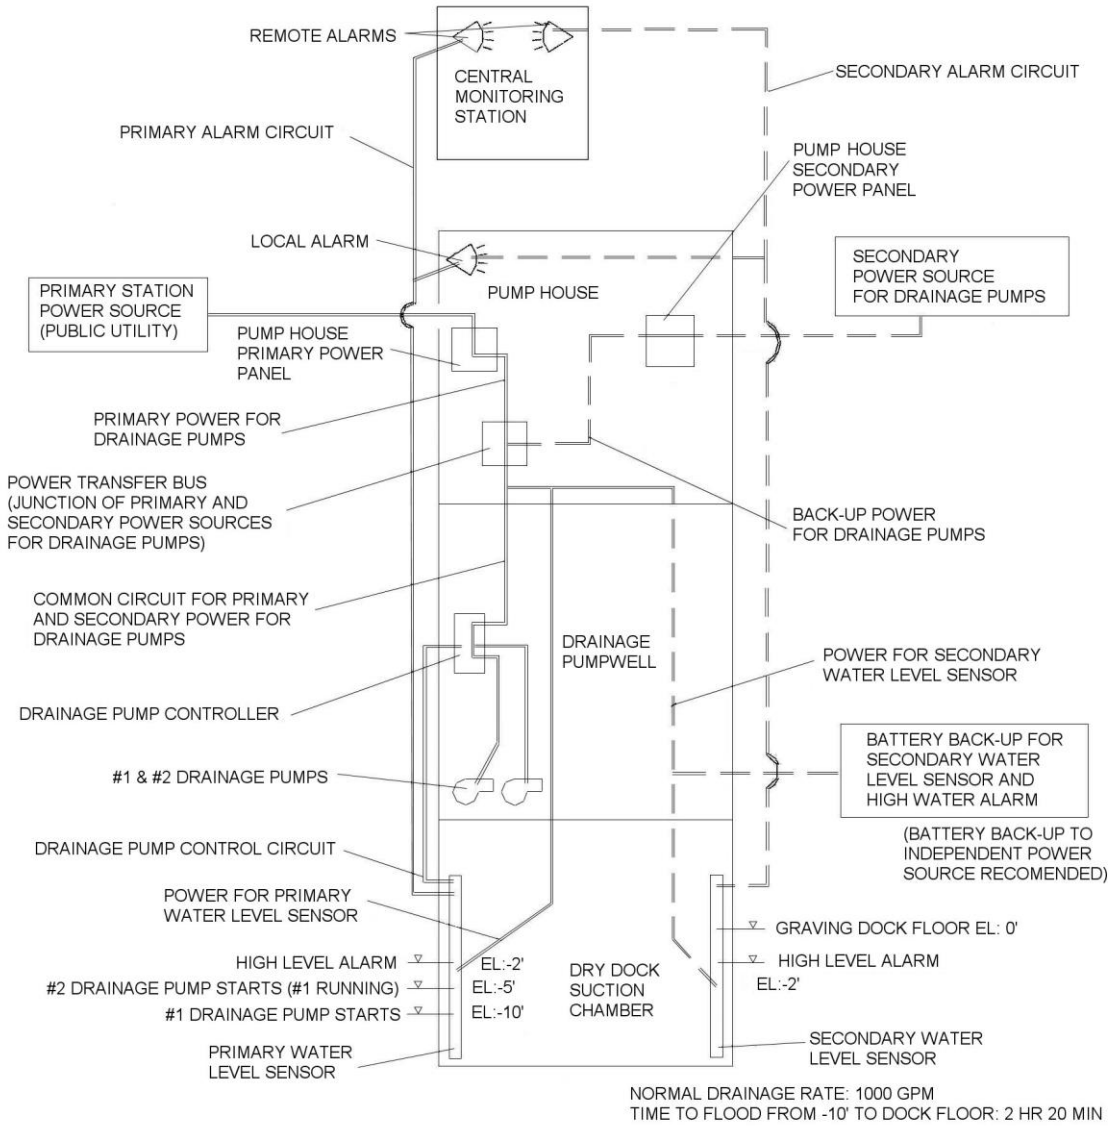 REMOTE ALARMS
CENTRAL
MONITORING
STATION
SECONDARY ALARM CIRCUIT
PRIMARY ALARM CIRCUIT
PUMP HOUSE
SECONDARY
POWER PANEL
LOCAL ALARM
PUMP HOUSE
SECONDARY
POWER SOURCE
FOR DRAINAGE PUMPS
PRIMARY STATION
POWER SOURCE
(PUBLIC UTILITY)
PUMP HOUSE
PRIMARY POWER
PANEL
PRIMARY POWER FOR
DRAINAGE PUMPS
POWER TRANSFER BUS
(JUNCTION OF PRIMARY AND
SECONDARY POWER SOURCES
FOR DRAINAGE PUMPS)
BACK-UP POWER
FOR DRAINAGE PUMPS
COMMON CIRCUIT FOR PRIMARY
AND SECONDARY POWER FOR
DRAINAGE PUMPS
DRAINAGE
PUMPWELL
POWER FOR SECONDARY
WATER LEVEL SENSOR
DRAINAGE PUMP CONTROLLER
BATTERY BACK-UP FOR
SECONDARY WATER
LEVEL SENSOR AND
HIGH WATER ALARM
#1 & #2 DRAINAGE PUMPS
(BATTERY BACK-UP TO
INDEPENDENT POWER
SOURCE RECOMENDED)
DRAINAGE PUMP CONTROL CIRCUIT
POWER FOR PRIMARY
WATER LEVEL SENSOR
GRAVING DOCK FLOOR EL: 0'
HIGH LEVEL ALARM
EL:-2'
HIGH LEVEL ALARM
EL:-2'
#2 DRAINAGE PUMP STARTS (#1 RUNNING)
EL:-5'
#1 DRAINAGE PUMP STARTS
EL:-10'
DRY DOCK
SUCTION
CHAMBER
PRIMARY WATER
LEVEL SENSOR
SECONDARY WATER
LEVEL SENSOR
NORMAL DRAINAGE RATE: 1000 GPM
TIME TO FLOOD FROM -10' TO DOCK FLOOR: 2 HR 20 MIN